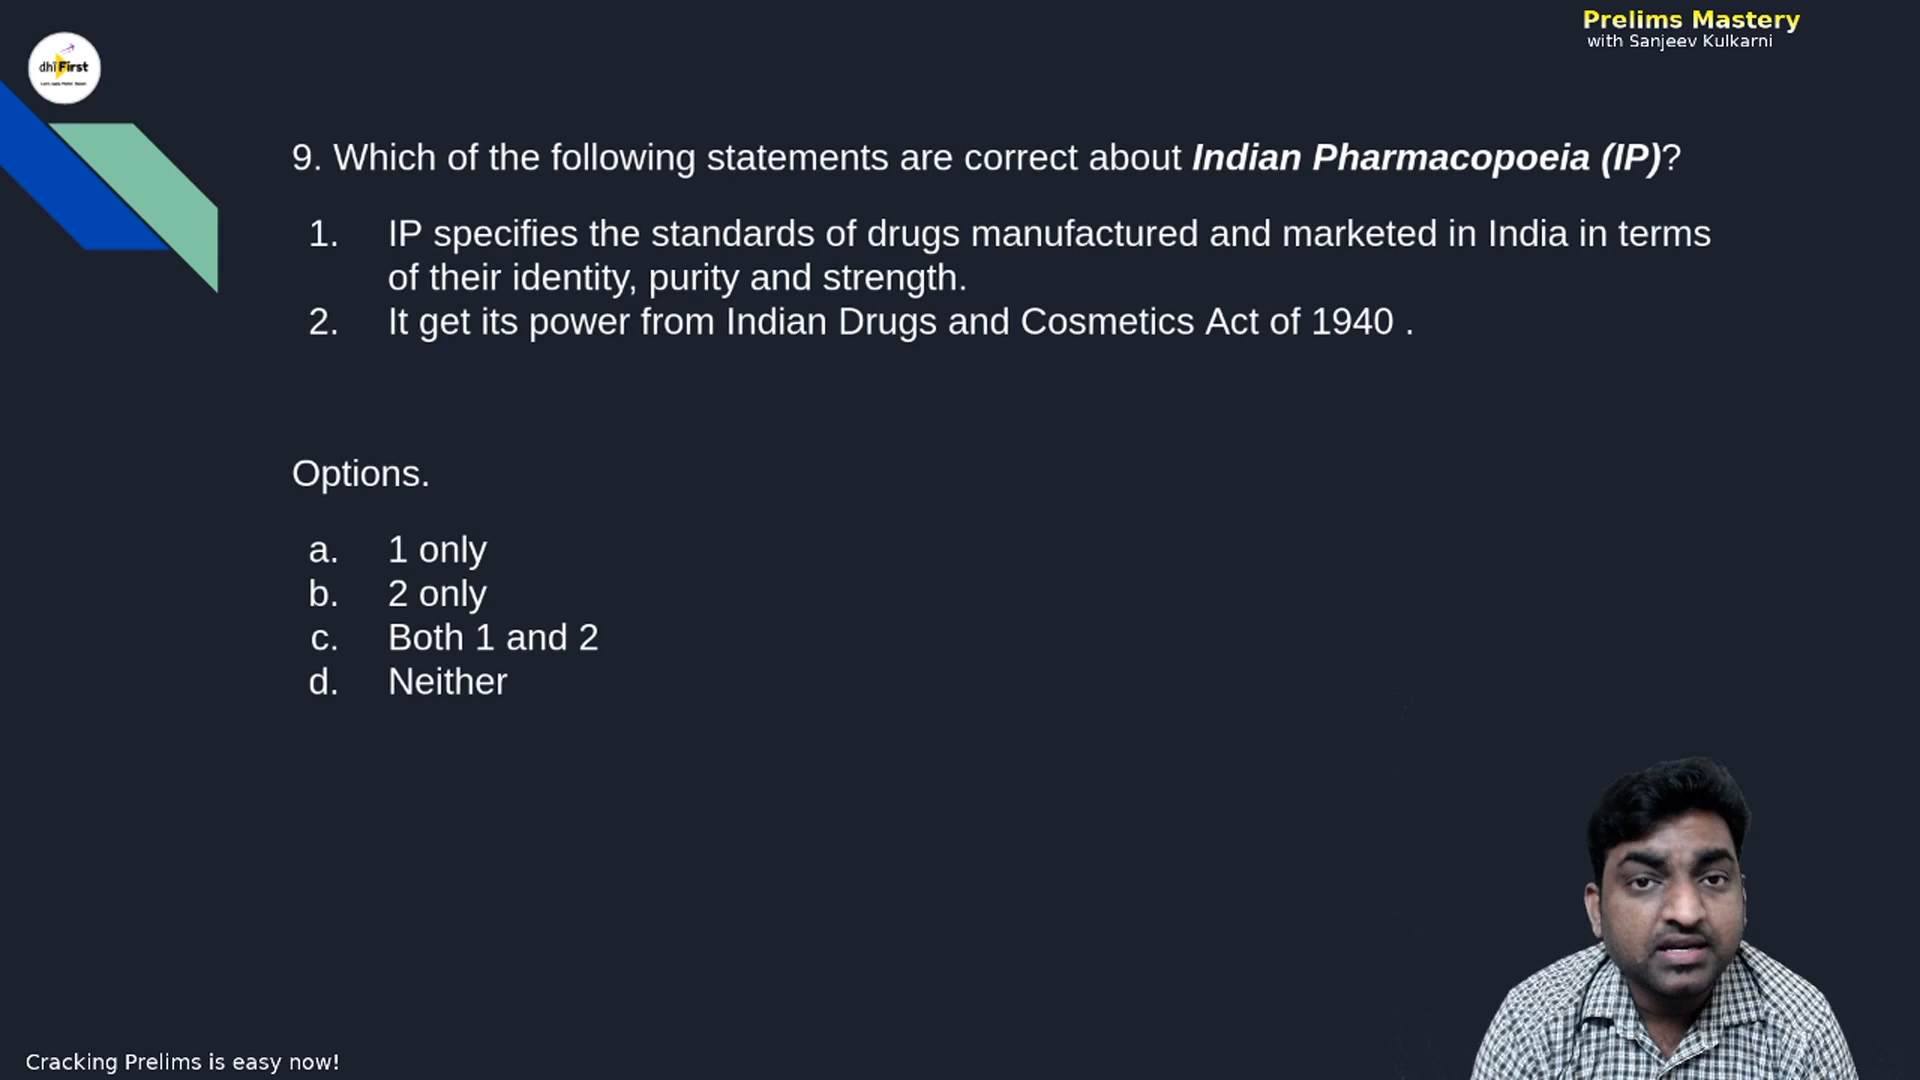 Prelims Mastery
with Sanjeev Kulkarni
dhiFirst
9. Which of the following statements are correct about Indian Pharmacopoeia (IP)?
1. IP specifies the standards of drugs manufactured and marketed in India in terms
of their identity, purity and strength.
2. It get its power from Indian Drugs and Cosmetics Act of 1940 .
Options.
a. 1 only
b. 2 only
c. Both 1 and 2
d. Neither
Cracking Prelims is easy now!